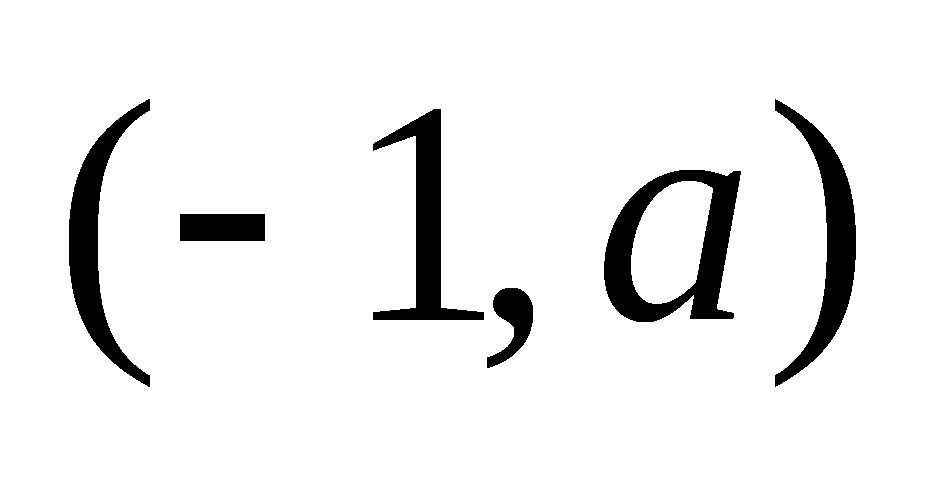 (- 1, a)